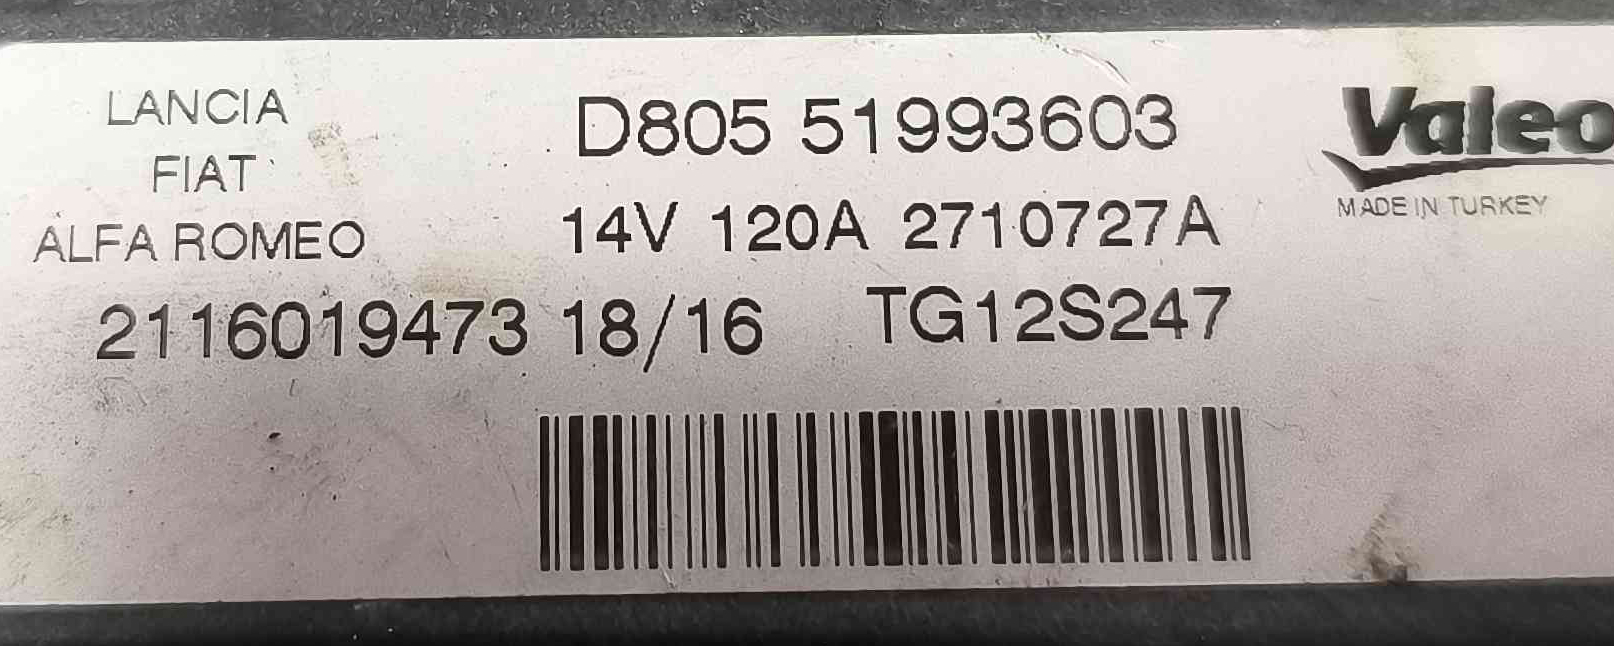 LANCIA
FIAT
ALFA ROMEO
D805 51993603
14V 120A 2710727A
2116019473 18/16 TG12S247
Valeo
MADE IN TURKEY